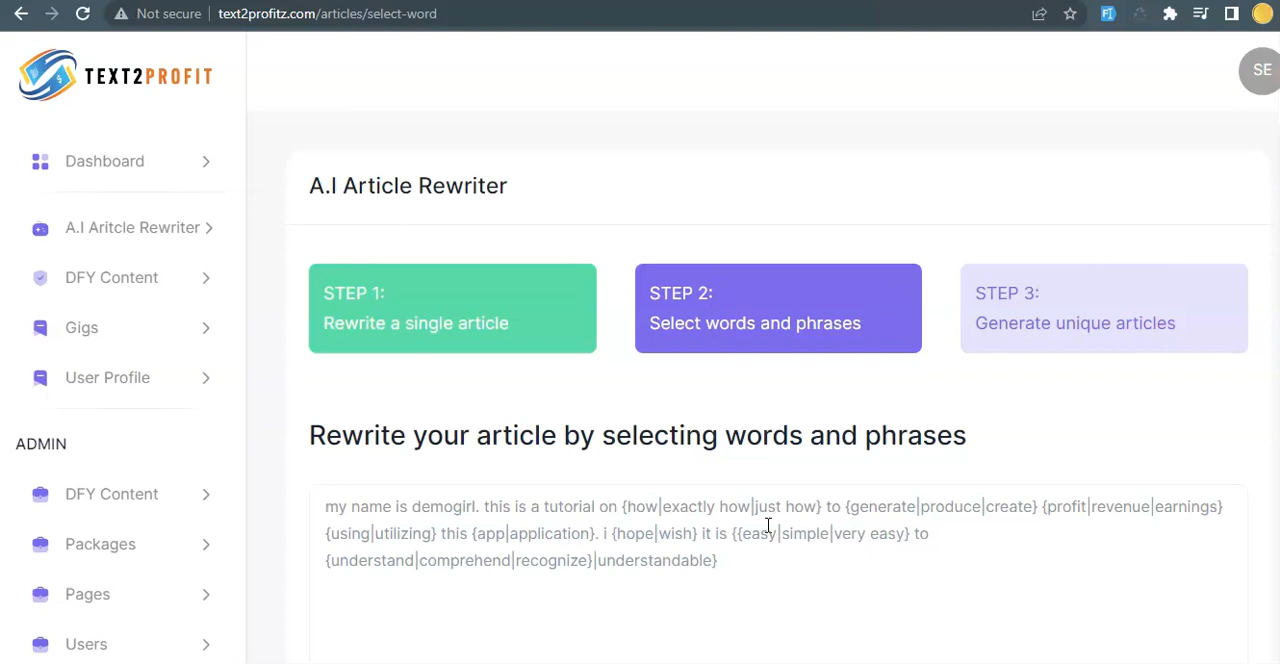 Not secure | text2profitz.com/articles/select-word
TEXT2PROFIT
SE
Dashboard
A.I Aritcle Rewriter
DFY Content
Gigs
User Profile
ADMIN
DFY Content
Packages
Pages
Users
A.I Article Rewriter
STEP 1:
Rewrite a single article
STEP 2:
Select words and phrases
STEP 3:
Generate unique articles
Rewrite your article by selecting words and phrases
my name is demogirl. this is a tutorial on {how|exactly how|just how} to {generate|produce|create} {profit|revenue|earnings}
{using|utilizing} this {app|application}. i {hope|wish} it is {{easy|simple|very easy} to
{understand|comprehend|recognize}|understandable}